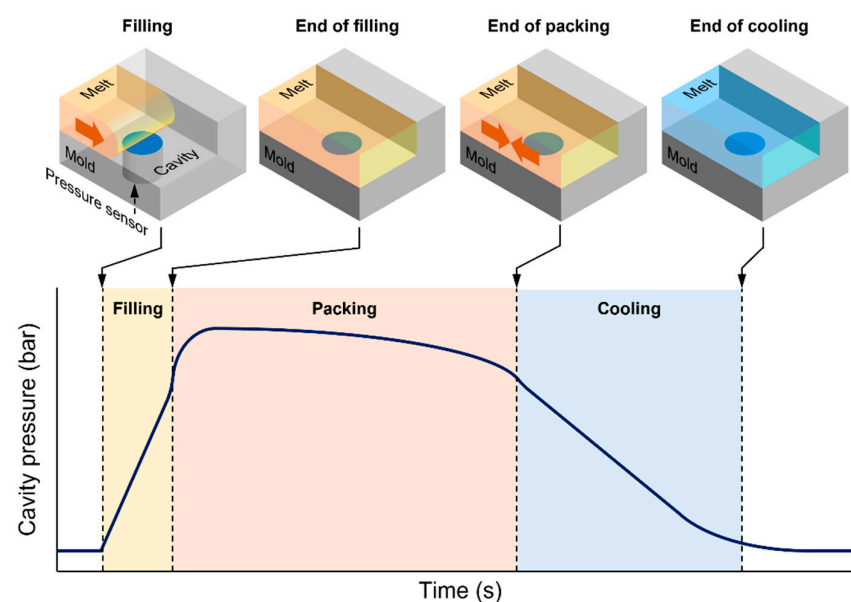 Filling
End of filling
End of packing
End of cooling
Melt
Mold
Cavity
Pressure sensor
Melt
Mold
Melt
Mold
Melt
Mold
Filling
Packing
Cooling
Cavity pressure (bar)
Time (s)